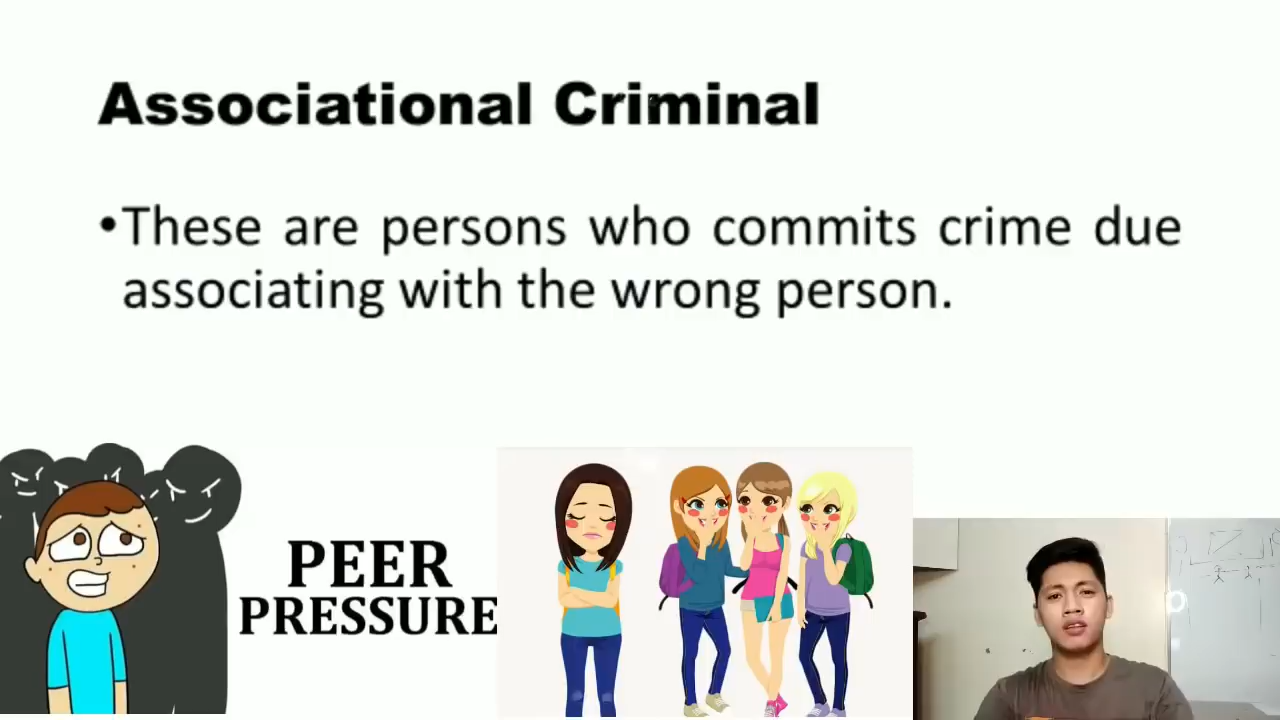 Associational Criminal
•These are persons who commits crime due
associating with the wrong person.
PEER
PRESSURE